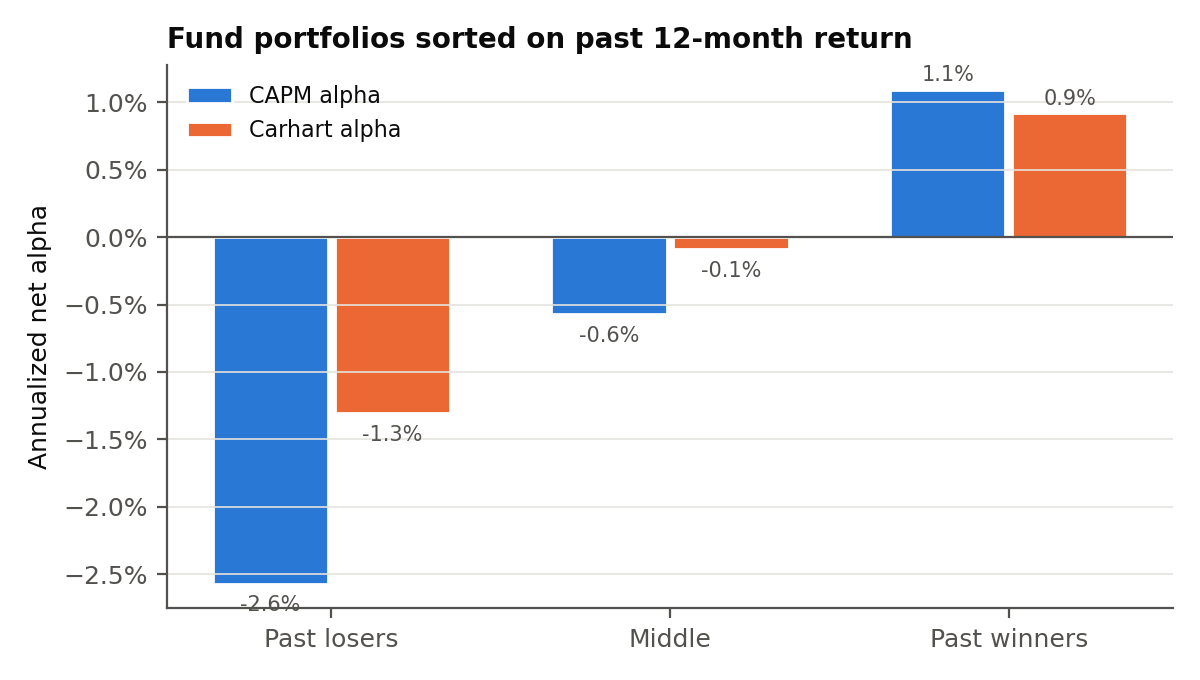 Fund portfolios sorted on past 12-month return
CAPM alpha
Carhart alpha
Annualized net alpha
1.0%
0.5%
0.0%
−0.5%
−1.0%
−1.5%
−2.0%
−2.5%
-2.6%
-1.3%
-0.6%
-0.1%
1.1%
0.9%
Past losers
Middle
Past winners